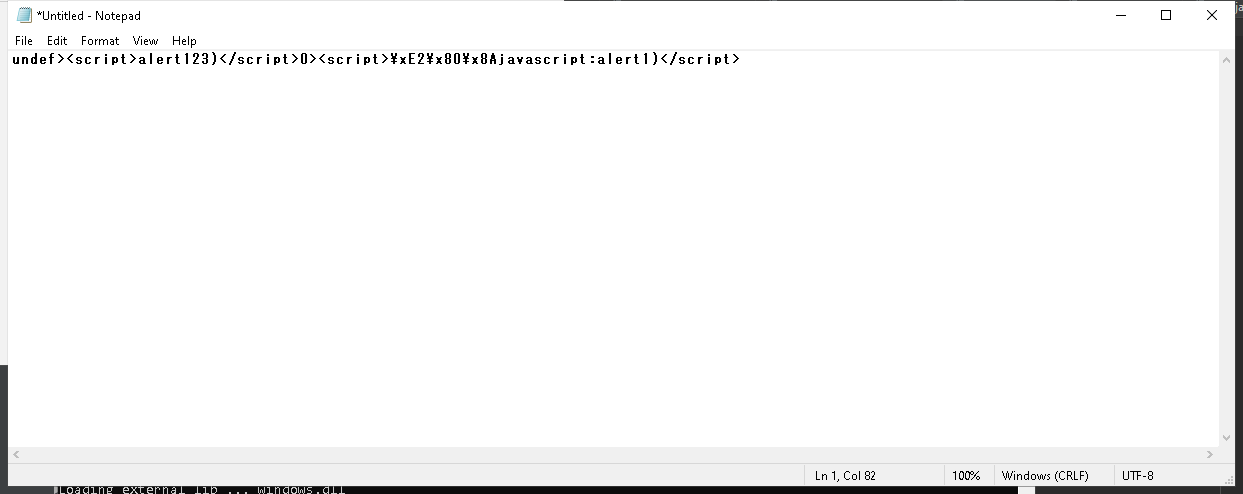 *Untitled - Notepad
File Edit Format View Help
undef><script>alert123)</script>0><script>¥xE2¥x80¥x8Ajavascript:alert1)</script>
Ln 1, Col 82 100% Windows (CRLF) UTF-8
Loading external lib ... windows.dll